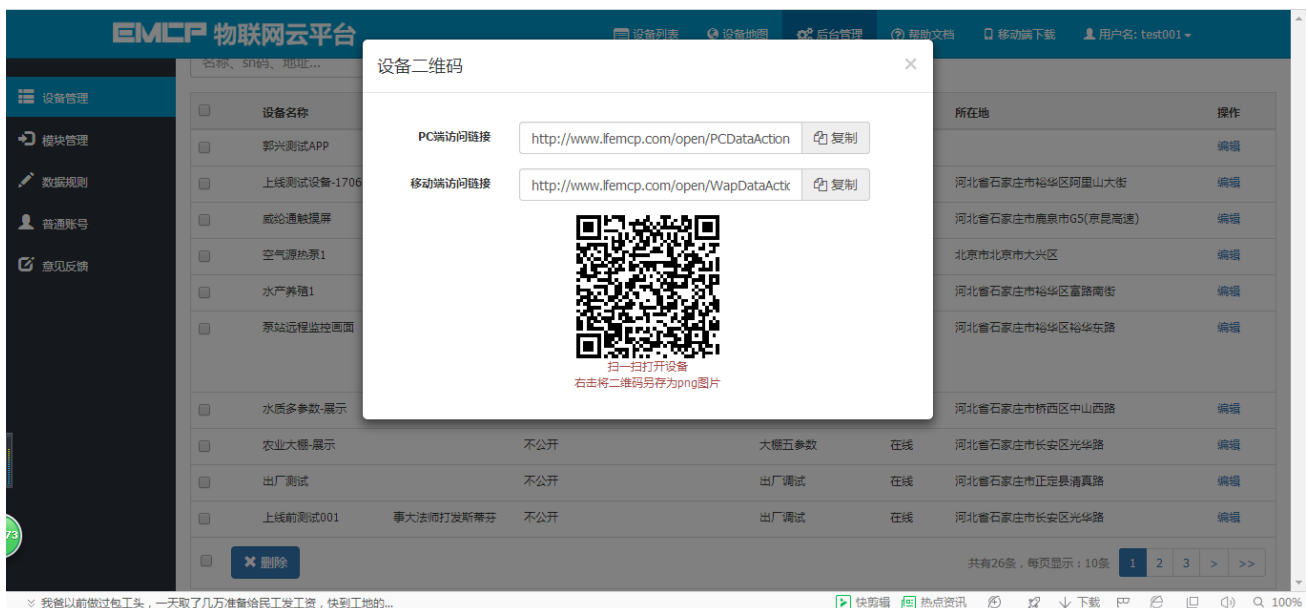 EMCP 物联网云平台
设备列表 设备地图 后台管理 帮助文档 移动端下载 用户名: test001
名称、sn码、地址...
设备二维码 ×
设备管理
模块管理
数据规则
普通账号
意见反馈
设备名称 所在地 操作
PC端访问链接 http://www.lfemcp.com/open/PCDataAction 复制
郭兴测试APP 编辑
移动端访问链接 http://www.lfemcp.com/open/WapDataActic 复制
上线测试设备-1706 河北省石家庄市裕华区阿里山大街 编辑
威纶通触摸屏 河北省石家庄市鹿泉市G5(京昆高速) 编辑
空气源热泵1 北京市北京市大兴区 编辑
水产养殖1 河北省石家庄市裕华区富路南街 编辑
泵站远程监控画面 河北省石家庄市裕华区裕华东路 编辑
扫一扫打开设备
右击将二维码另存为png图片
水质多参数-展示 河北省石家庄市桥西区中山西路 编辑
农业大棚-展示 不公开 大棚五参数 在线 河北省石家庄市长安区光华路 编辑
出厂测试 不公开 出厂调试 在线 河北省石家庄市正定县清真路 编辑
上线前测试001 事大法师打发斯蒂芬 不公开 出厂调试 在线 河北省石家庄市长安区光华路 编辑
73
删除 共有26条，每页显示：10条 1 2 3 > >>
我爸以前做过包工头，一天取了几万准备给民工发工资，快到工地的... 快剪辑 热点资讯 下载 100%